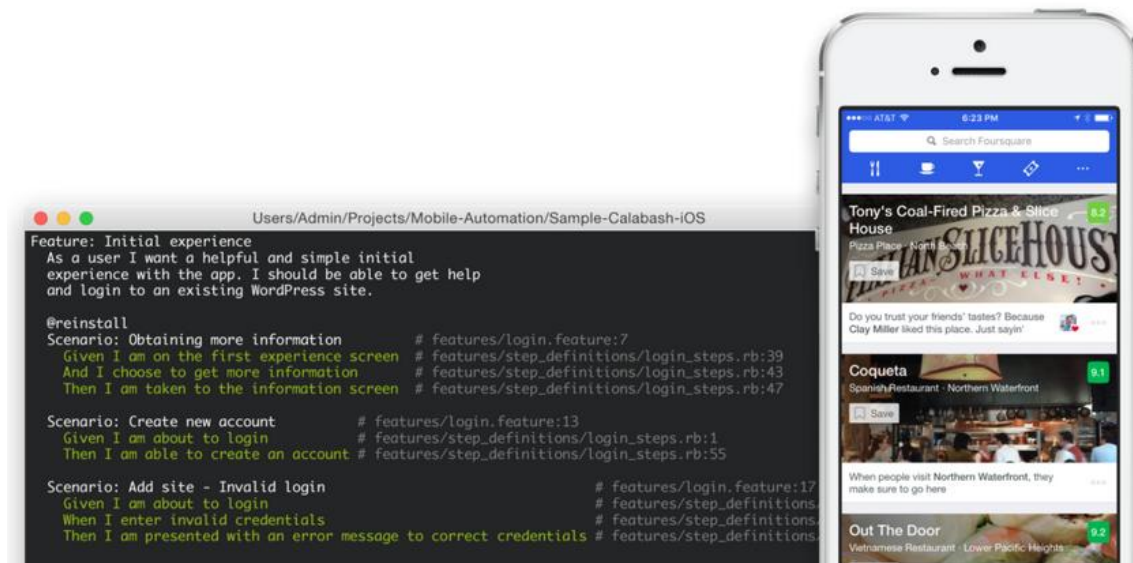 Users/Admin/Projects/Mobile-Automation/Sample-Calabash-iOS
Feature: Initial experience
As a user I want a helpful and simple initial
experience with the app. I should be able to get help
and login to an existing WordPress site.
@reinstall
Scenario: Obtaining more information # features/login.feature:7
Given I am on the first experience screen # features/step_definitions/login_steps.rb:39
And I choose to get more information # features/step_definitions/login_steps.rb:43
Then I am taken to the information screen # features/step_definitions/login_steps.rb:47
Scenario: Create new account # features/login.feature:13
Given I am about to login # features/step_definitions/login_steps.rb:1
Then I am able to create an account # features/step_definitions/login_steps.rb:55
Scenario: Add site - Invalid login # features/login.feature:17
Given I am about to login # features/step_definitions
When I enter invalid credentials # features/step_definitions
Then I am presented with an error message to correct credentials # features/step_definitions
AT&T 6:23 PM
Search Foursquare
Tony's Coal-Fired Pizza & Slice 8.2
House
Pizza Place · North Beach
SLICE HOUS
PIZZA WHAT ELSE!
Save
Do you trust your friends' tastes? Because
Clay Miller liked this place. Just sayin'
Coqueta 9.1
Spanish Restaurant · Northern Waterfront
Save
When people visit Northern Waterfront, they
make sure to go here
Out The Door 9.2
Vietnamese Restaurant · Lower Pacific Heights